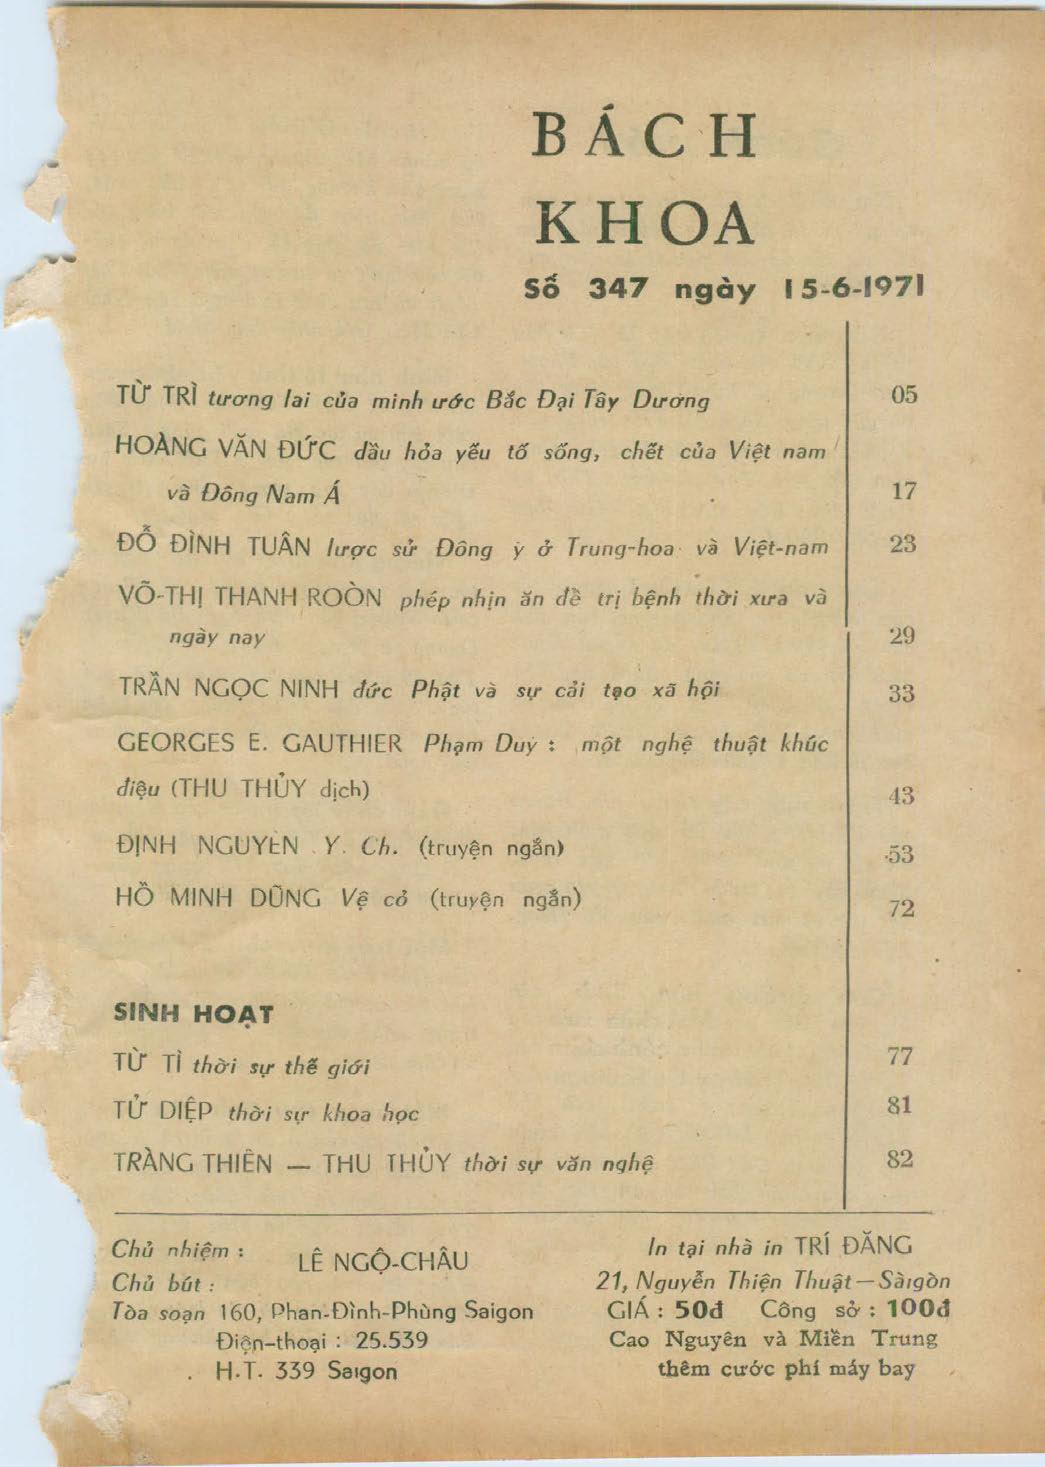 BÁCH
KHOA
Số 347 ngày 15-6-1971
TỪ TRÌ tương lai của minh ước Bắc Đại Tây Dương 05
HOÀNG VĂN ĐỨC dầu hỏa yếu tố sống, chết của Việt nam
và Đông Nam Á 17
ĐỖ ĐÌNH TUÂN lược sử Đông y ở Trung-hoa và Việt-nam 23
VÕ-THỊ THANH ROÒN phép nhịn ăn để trị bệnh thời xưa và
ngày nay 29
TRẦN NGỌC NINH đức Phật và sự cải tạo xã hội 33
GEORGES E. GAUTHIER Phạm Duy : một nghệ thuật khúc
điệu (THU THỦY dịch) 43
ĐỊNH NGUYÊN Y. Ch. (truyện ngắn) 53
HỒ MINH DŨNG Vệ cỏ (truyện ngắn) 72
SINH HOẠT
TỪ TÌ thời sự thế giới 77
TỬ DIỆP thời sự khoa học 81
TRÀNG THIÊN — THU THỦY thời sự văn nghệ 82
Chủ nhiệm :
LÊ NGỘ-CHÂU
Chủ bút :
Tòa soạn 160, Phan-Đình-Phùng Saigon
Điện-thoại : 25.539
H.T. 339 Saigon
In tại nhà in TRÍ ĐĂNG
21, Nguyễn Thiện Thuật — Sàigòn
GIÁ : 50đ Công sở : 100đ
Cao Nguyên và Miền Trung
thêm cước phí máy bay